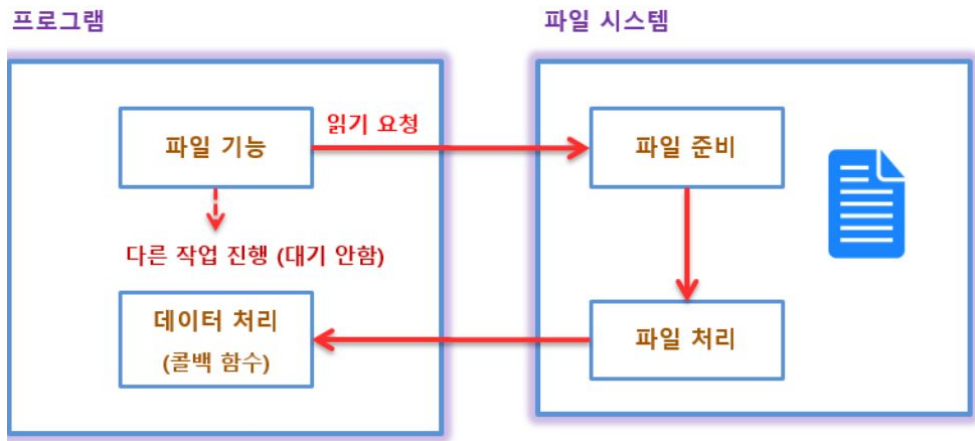 프로그램
파일 시스템
파일 기능
읽기 요청
파일 준비
다른 작업 진행 (대기 안함)
데이터 처리
(콜백 함수)
파일 처리